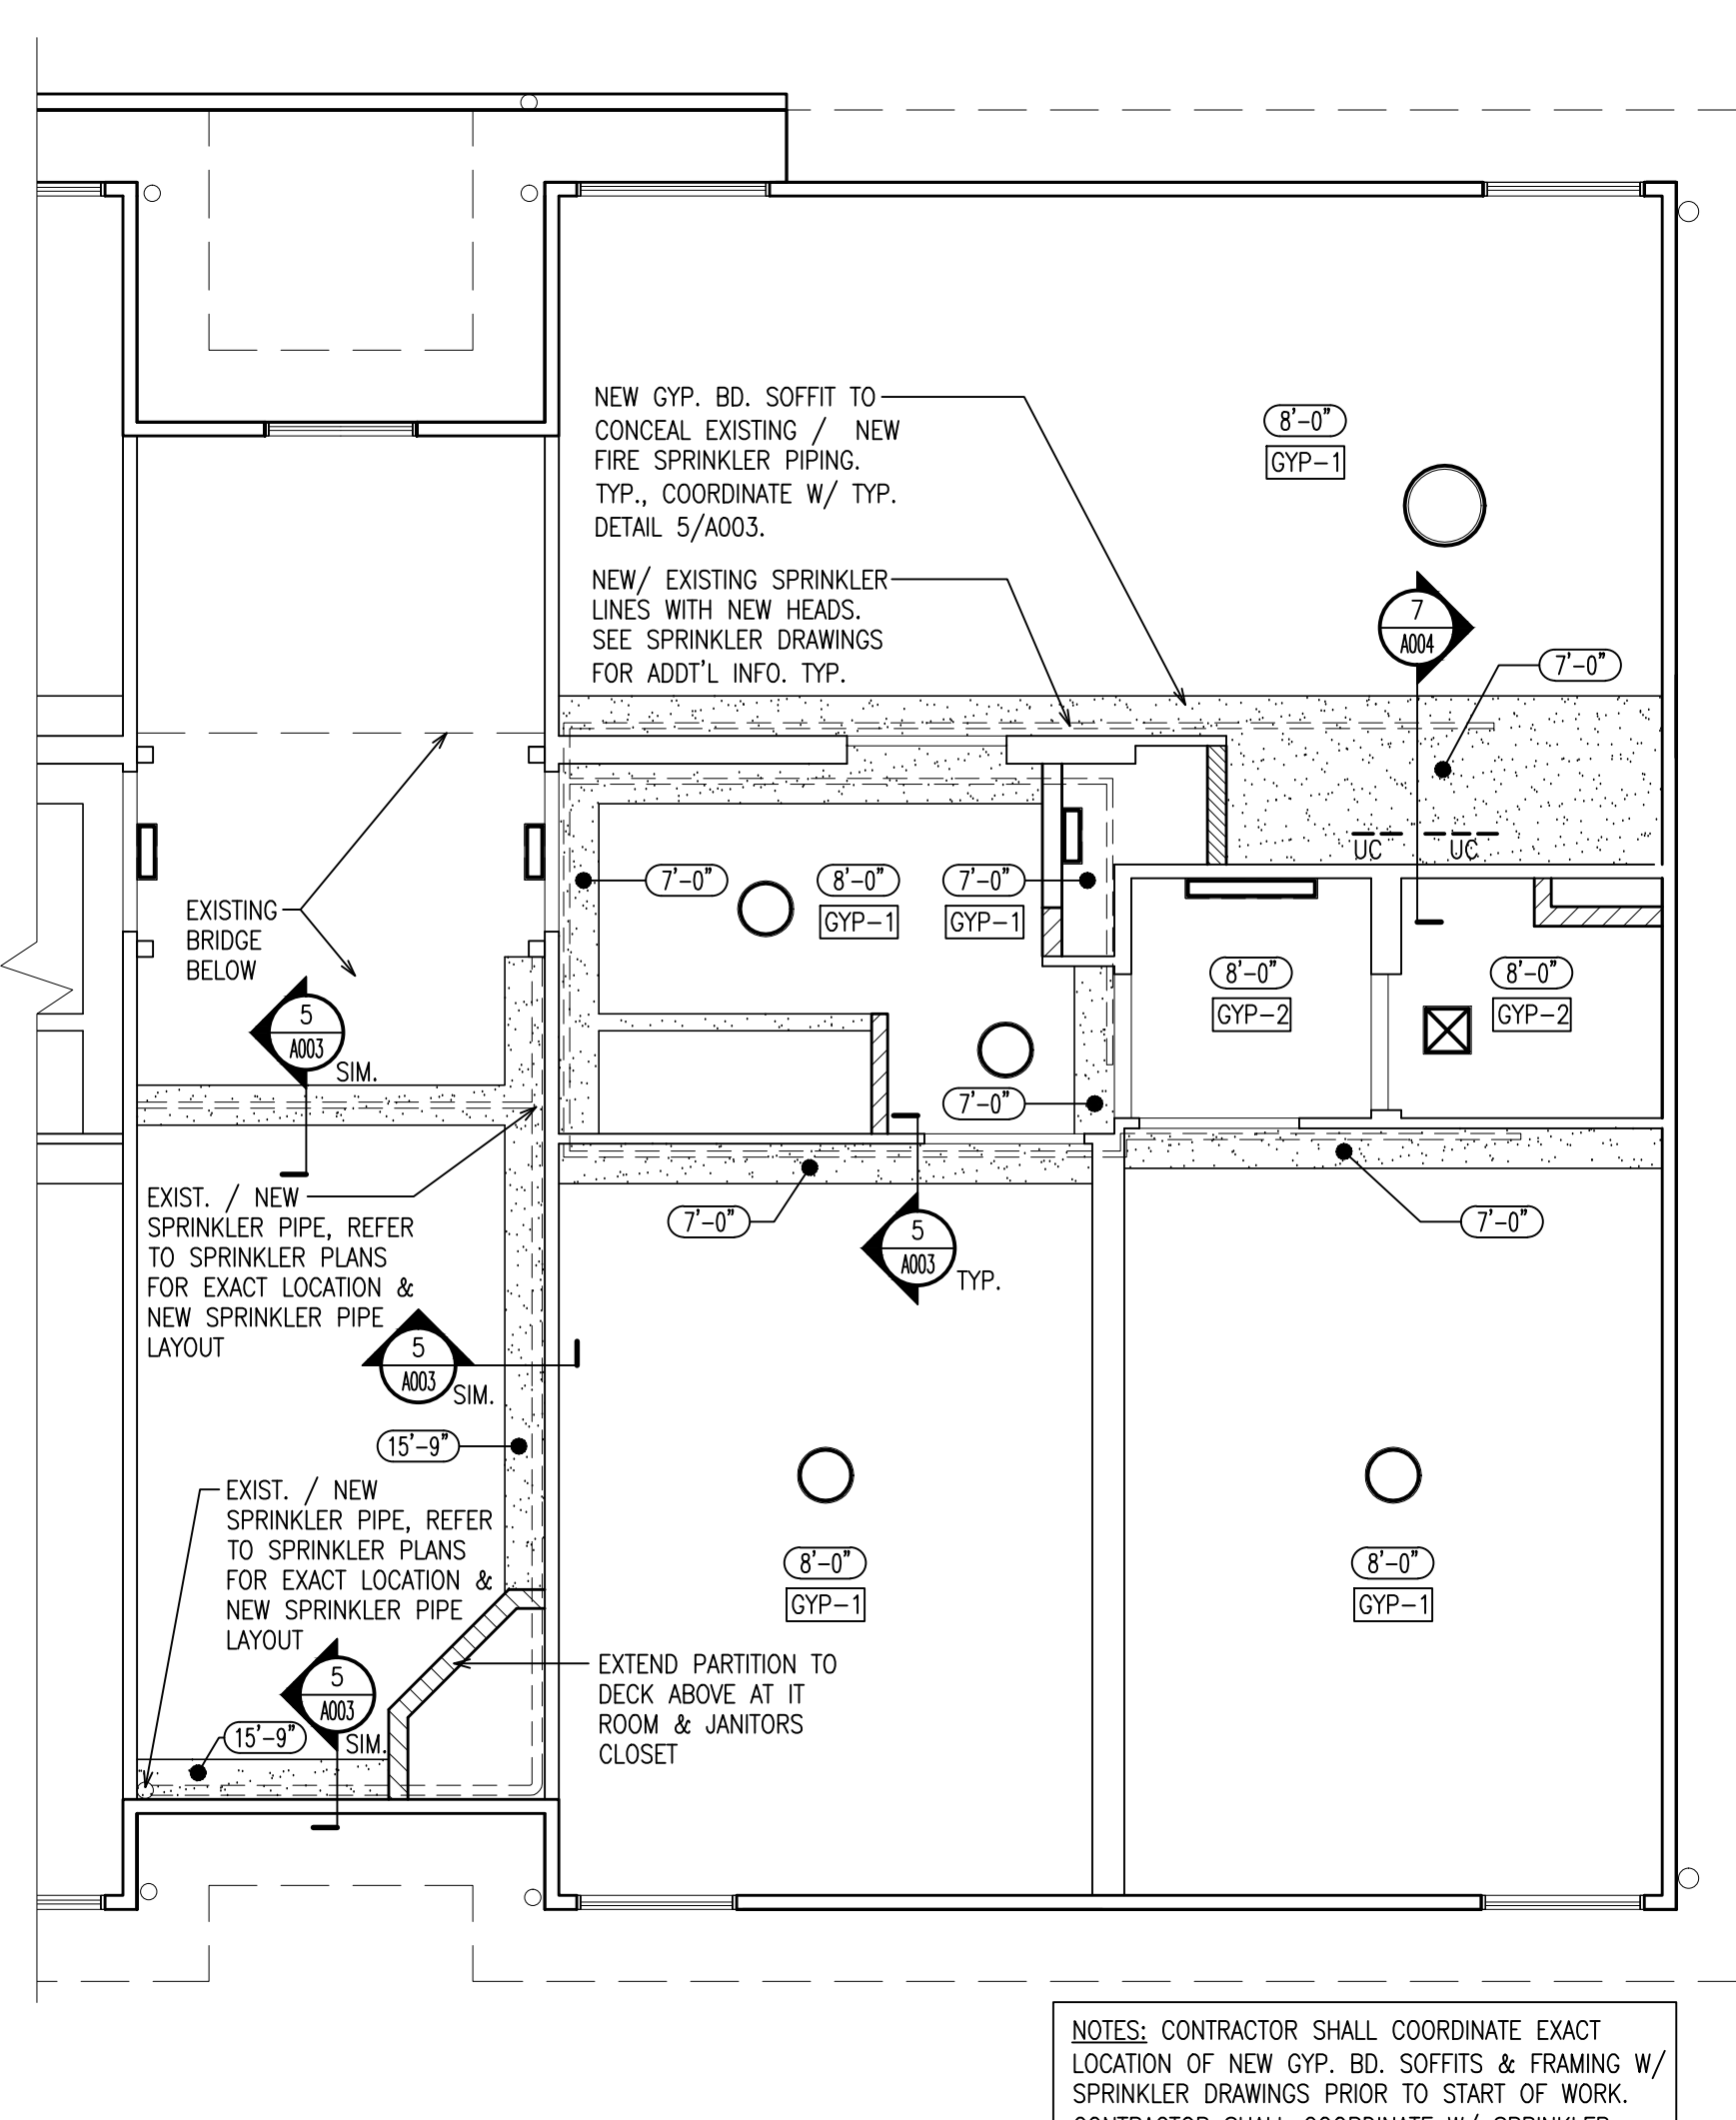 NEW GYP. BD. SOFFIT TO
CONCEAL EXISTING / NEW
FIRE SPRINKLER PIPING.
TYP., COORDINATE W/ TYP.
DETAIL 5/A003.
8'-0"
GYP-1
NEW/ EXISTING SPRINKLER
LINES WITH NEW HEADS.
SEE SPRINKLER DRAWINGS
FOR ADDT'L INFO. TYP.
7
A004
7'-0"
UC UC
7'-0"
8'-0"
GYP-1
7'-0"
GYP-1
EXISTING
BRIDGE
BELOW
8'-0"
GYP-2
8'-0"
GYP-2
5
A003
SIM.
7'-0"
EXIST. / NEW
SPRINKLER PIPE, REFER
TO SPRINKLER PLANS
FOR EXACT LOCATION &
NEW SPRINKLER PIPE
LAYOUT
7'-0"
5
A003
TYP.
7'-0"
5
A003
SIM.
15'-9"
EXIST. / NEW
SPRINKLER PIPE, REFER
TO SPRINKLER PLANS
FOR EXACT LOCATION &
NEW SPRINKLER PIPE
LAYOUT
8'-0"
GYP-1
8'-0"
GYP-1
5
A003
SIM.
15'-9"
EXTEND PARTITION TO
DECK ABOVE AT IT
ROOM & JANITORS
CLOSET
NOTES: CONTRACTOR SHALL COORDINATE EXACT
LOCATION OF NEW GYP. BD. SOFFITS & FRAMING W/
SPRINKLER DRAWINGS PRIOR TO START OF WORK.
CONTRACTOR SHALL COORDINATE W/ SPRINKLER